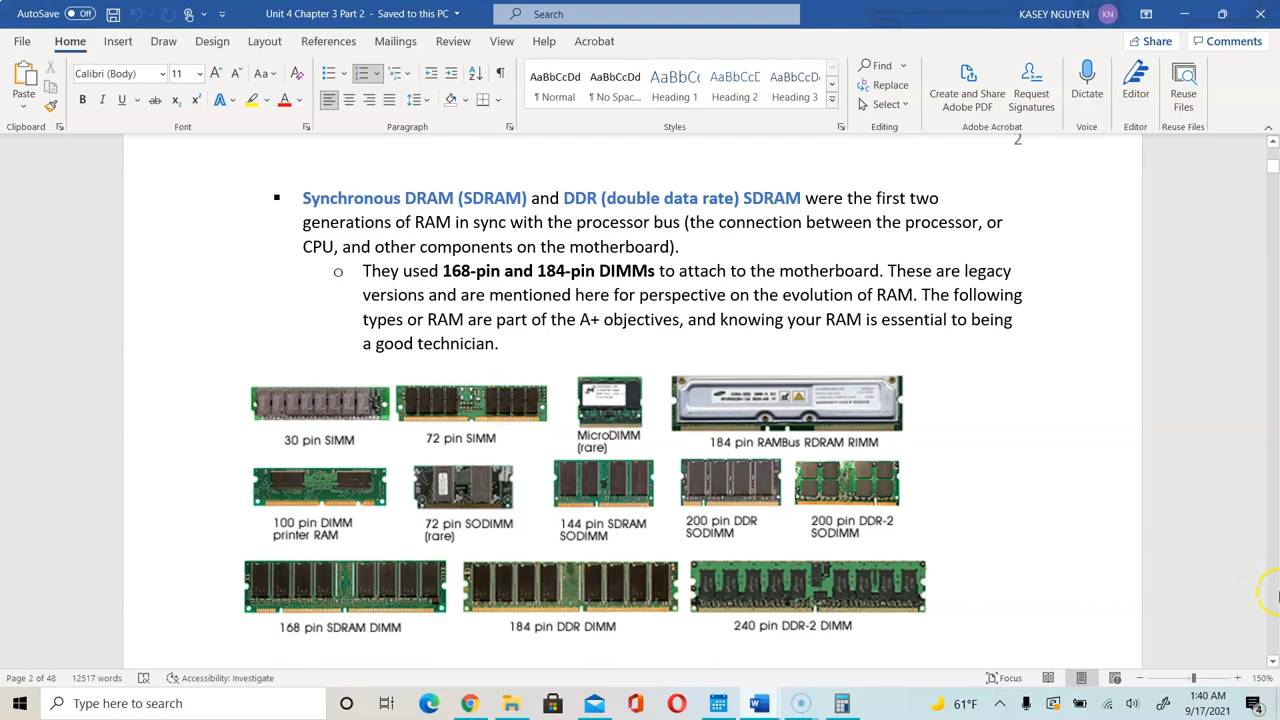 AutoSave Off
Unit 4 Chapter 3 Part 2 - Saved
Search
KASEY NGUYEN KN
File Home Insert Draw Design Layout References Mailings Review View Help Acrobat Share Comments
Paste
Calibri (Body) 11
Aa
B I U ab x₂ x² A A
AaBbCcDd AaBbCcDd AaBbC AaBbCcD AaBbCcD
¶ Normal ¶ No Spac... Heading 1 Heading 2 Heading 3
Find
Replace
Select
Create and Share
Adobe PDF
Request
Signatures
Dictate
Editor
Reuse
Files
Clipboard Font Paragraph Styles Editing Adobe Acrobat Voice Editor Reuse Files
2
▪ Synchronous DRAM (SDRAM) and DDR (double data rate) SDRAM were the first two
generations of RAM in sync with the processor bus (the connection between the processor, or
CPU, and other components on the motherboard).
o They used 168-pin and 184-pin DIMMs to attach to the motherboard. These are legacy
versions and are mentioned here for perspective on the evolution of RAM. The following
types or RAM are part of the A+ objectives, and knowing your RAM is essential to being
a good technician.
30 pin SIMM
72 pin SIMM
MicroDIMM
(rare)
184 pin RAMBus RDRAM RIMM
100 pin DIMM
printer RAM
72 pin SODIMM
(rare)
144 pin SDRAM
SODIMM
200 pin DDR
SODIMM
200 pin DDR-2
SODIMM
168 pin SDRAM DIMM
184 pin DDR DIMM
240 pin DDR-2 DIMM
Page 2 of 48 12517 words Accessibility: Investigate Focus 150%
Type here to search
61°F
1:40 AM
9/17/2021
4